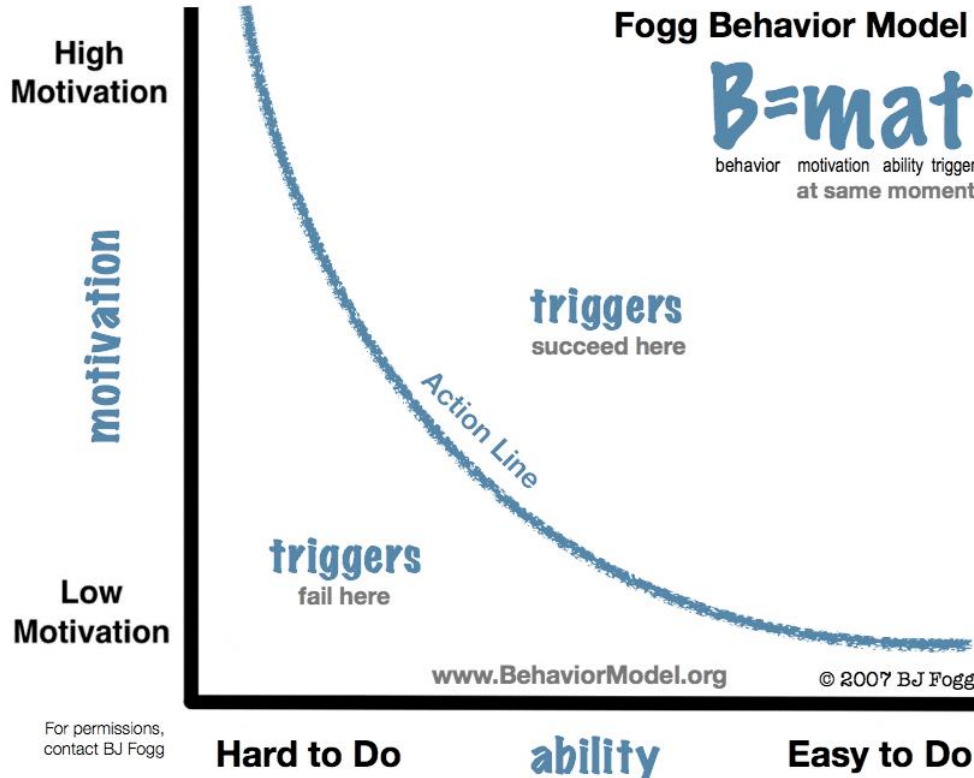 Fogg Behavior Model
B=mat
behavior motivation ability trigger
at same moment
High
Motivation
motivation
triggers
succeed here
Action Line
triggers
fail here
Low
Motivation
www.BehaviorModel.org
© 2007 BJ Fogg
For permissions,
contact BJ Fogg
Hard to Do
ability
Easy to Do